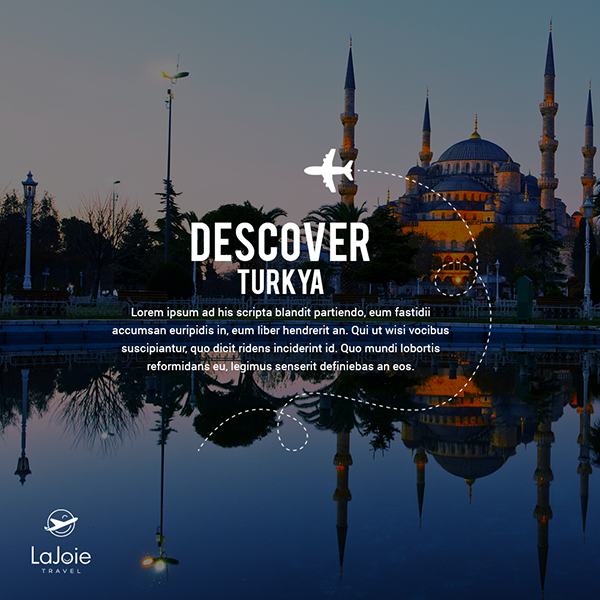 DESCOVER
TURKYA
Lorem ipsum ad his scripta blandit partiendo, eum fastidii
accumsan euripidis in, eum liber hendrerit an. Qui ut wisi vocibus
suscipiantur, quo dicit ridens inciderint id. Quo mundi lobortis
reformidans eu, legimus senserit definiebas an eos.
LaJoie
TRAVEL